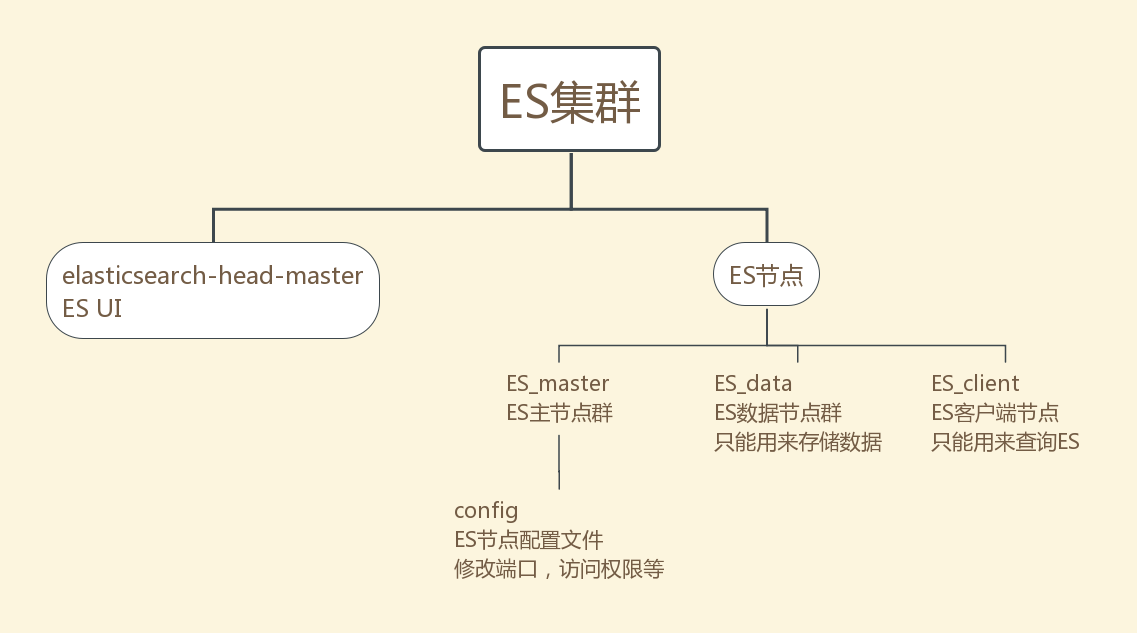 ES集群
elasticsearch-head-master
ES UI
ES节点
ES_master
ES主节点群
ES_data
ES数据节点群
只能用来存储数据
ES_client
ES客户端节点
只能用来查询ES
config
ES节点配置文件
修改端口，访问权限等